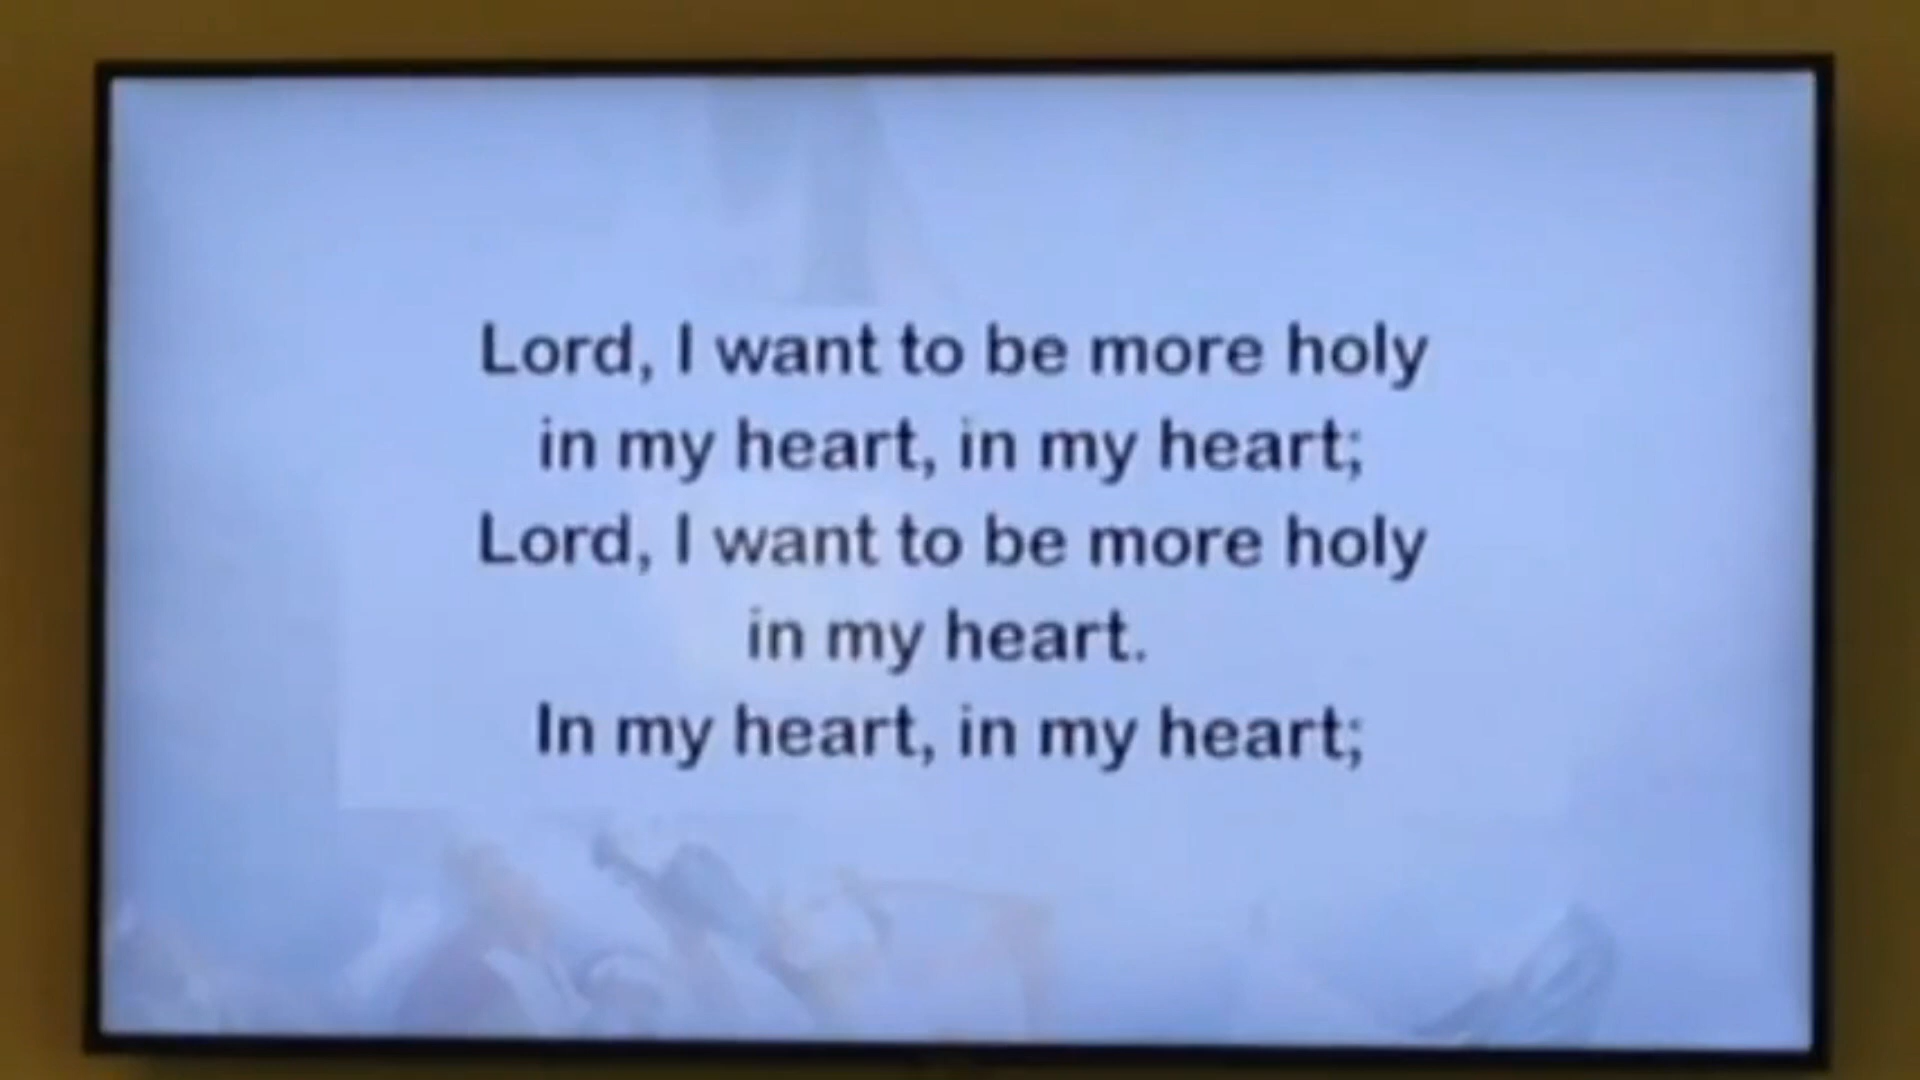 Lord, I want to be more holy
in my heart, in my heart;
Lord, I want to be more holy
in my heart.
In my heart, in my heart;